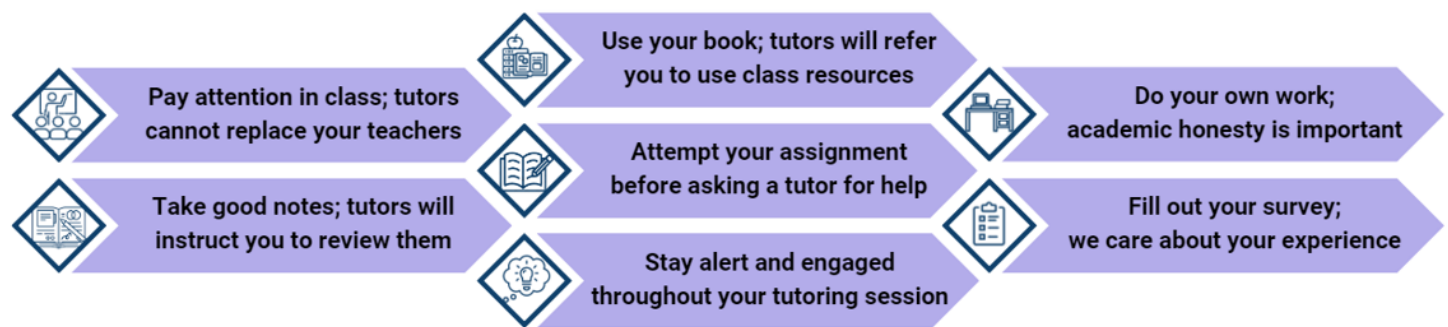 Pay attention in class; tutors
cannot replace your teachers
Take good notes; tutors will
instruct you to review them
Use your book; tutors will refer
you to use class resources
Attempt your assignment
before asking a tutor for help
Stay alert and engaged
throughout your tutoring session
Do your own work;
academic honesty is important
Fill out your survey;
we care about your experience